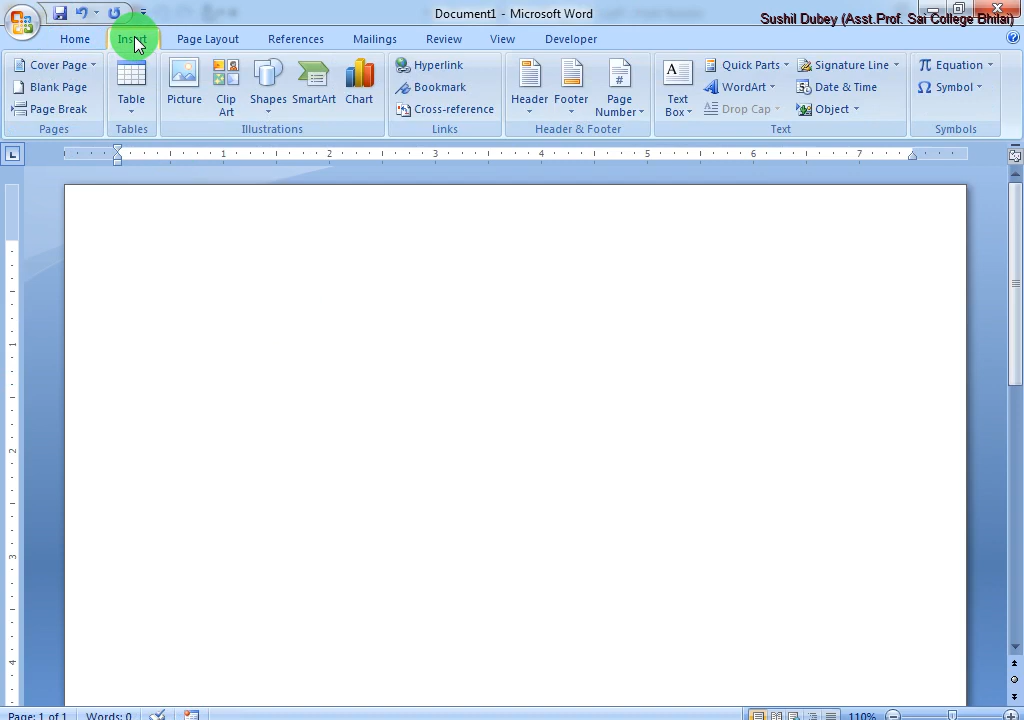 Document1 - Microsoft Word
Sushil Dubey (Asst.Prof. Sai College Bhilai)
Home Insert Page Layout References Mailings Review View Developer
Cover Page
Blank Page
Page Break
Pages
Table
Tables
Picture
Clip
Art
Shapes
SmartArt
Chart
Illustrations
Hyperlink
Bookmark
Cross-reference
Links
Header
Footer
Page
Number
Header & Footer
A
Text
Box
Quick Parts
WordArt
Drop Cap
Signature Line
Date & Time
Object
Text
π Equation
Ω Symbol
Symbols
L
1 2 3 4 5 6 7
1
2
3
4
Page: 1 of 1 Words: 0 110%